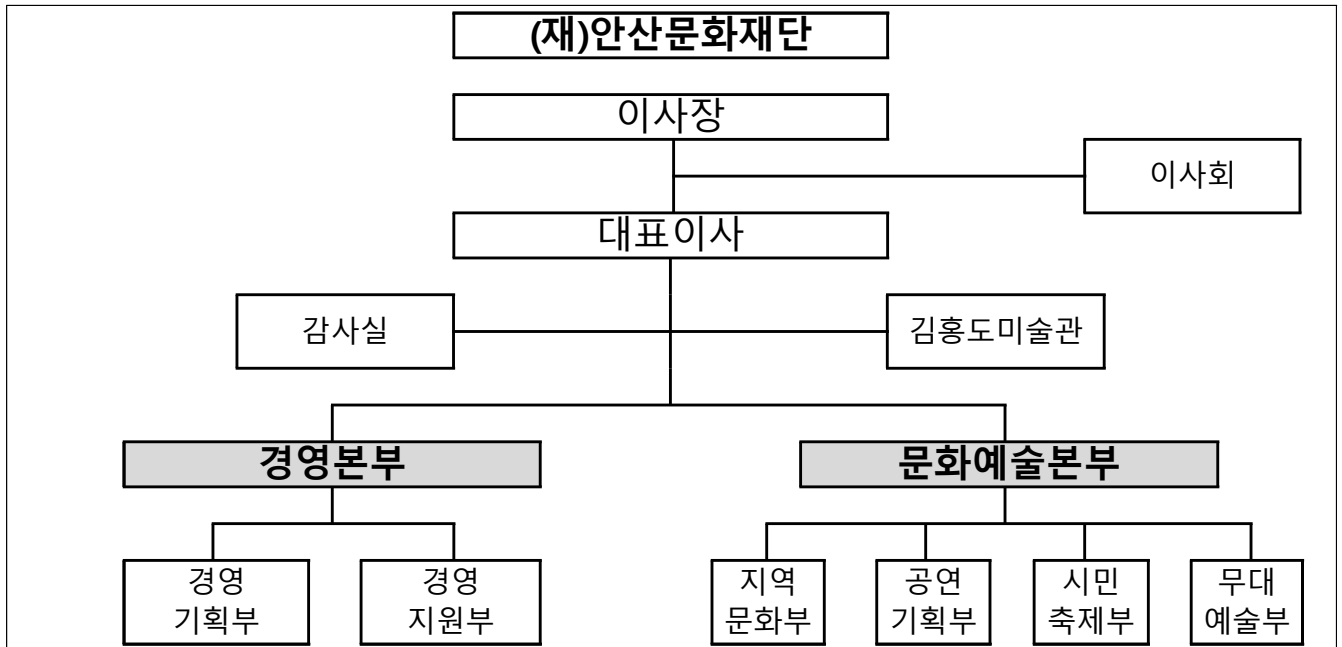 (재)안산문화재단
이사장
이사회
대표이사
감사실
김홍도미술관
경영본부
문화예술본부
경영
기획부
경영
지원부
지역
문화부
공연
기획부
시민
축제부
무대
예술부